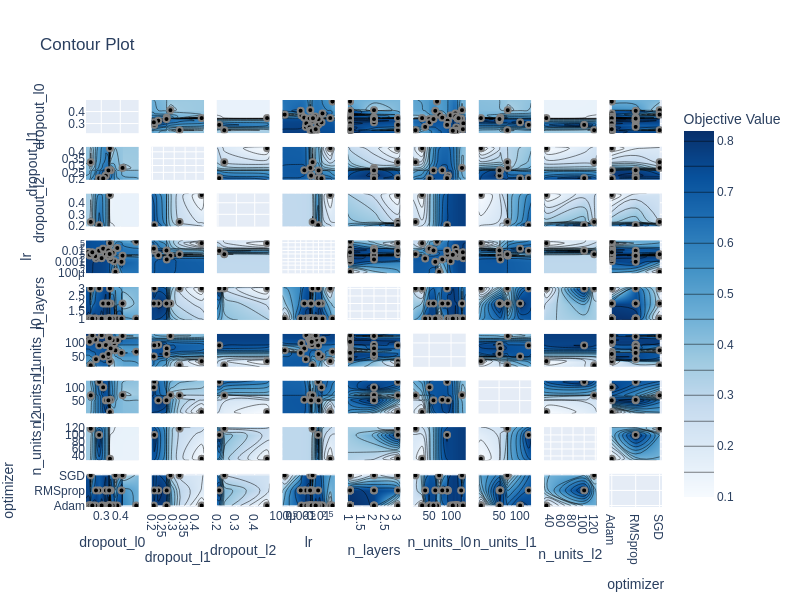 Contour Plot
Objective Value
0.8
0.7
0.6
0.5
0.4
0.3
0.2
0.1
dropout_l0
0.4
0.3
dropout_l1
0.4
0.35
0.3
0.25
0.2
dropout_l2
0.4
0.3
0.2
lr
0.01
0.001
100μ
n_layers
3
2.5
2
1.5
1
n_units_l0
100
50
n_units_l1
100
50
n_units_l2
120
100
80
60
40
optimizer
SGD
RMSprop
Adam
0.3 0.4
dropout_l0
0.2 0.25 0.3 0.35 0.4
dropout_l1
0.2 0.3 0.4
dropout_l2
lr
1 1.5 2 2.5 3
n_layers
50 100
n_units_l0
50 100
n_units_l1
40 60 80 100 120
n_units_l2
Adam RMSprop SGD
optimizer